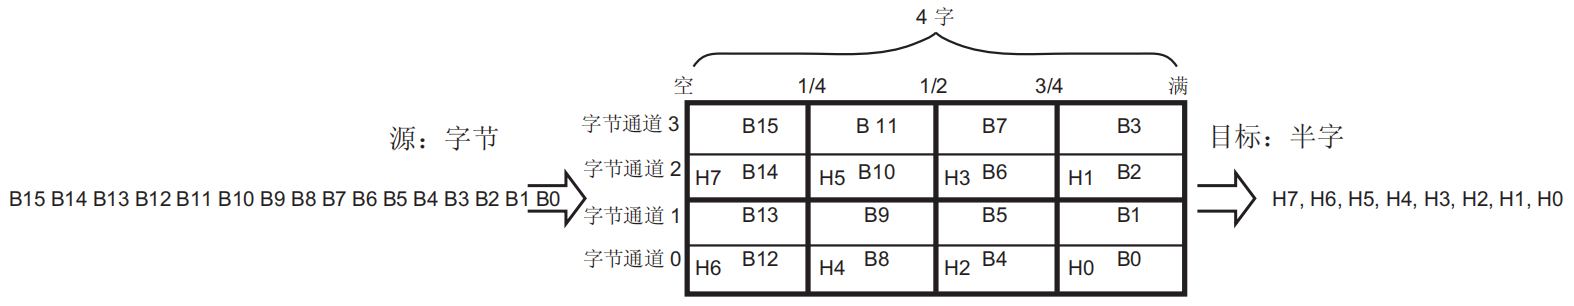 4 字
空 1/4 1/2 3/4 满
源：字节
字节通道 3 B15 B 11 B7 B3
目标：半字
字节通道 2 H7 B14 H5 B10 H3 B6 H1 B2
B15 B14 B13 B12 B11 B10 B9 B8 B7 B6 B5 B4 B3 B2 B1 B0
H7, H6, H5, H4, H3, H2, H1, H0
字节通道 1 B13 B9 B5 B1
字节通道 0 H6 B12 H4 B8 H2 B4 H0 B0